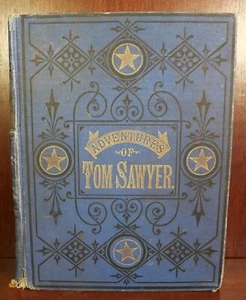 ADVENTURES
OF
TOM SAWYER.